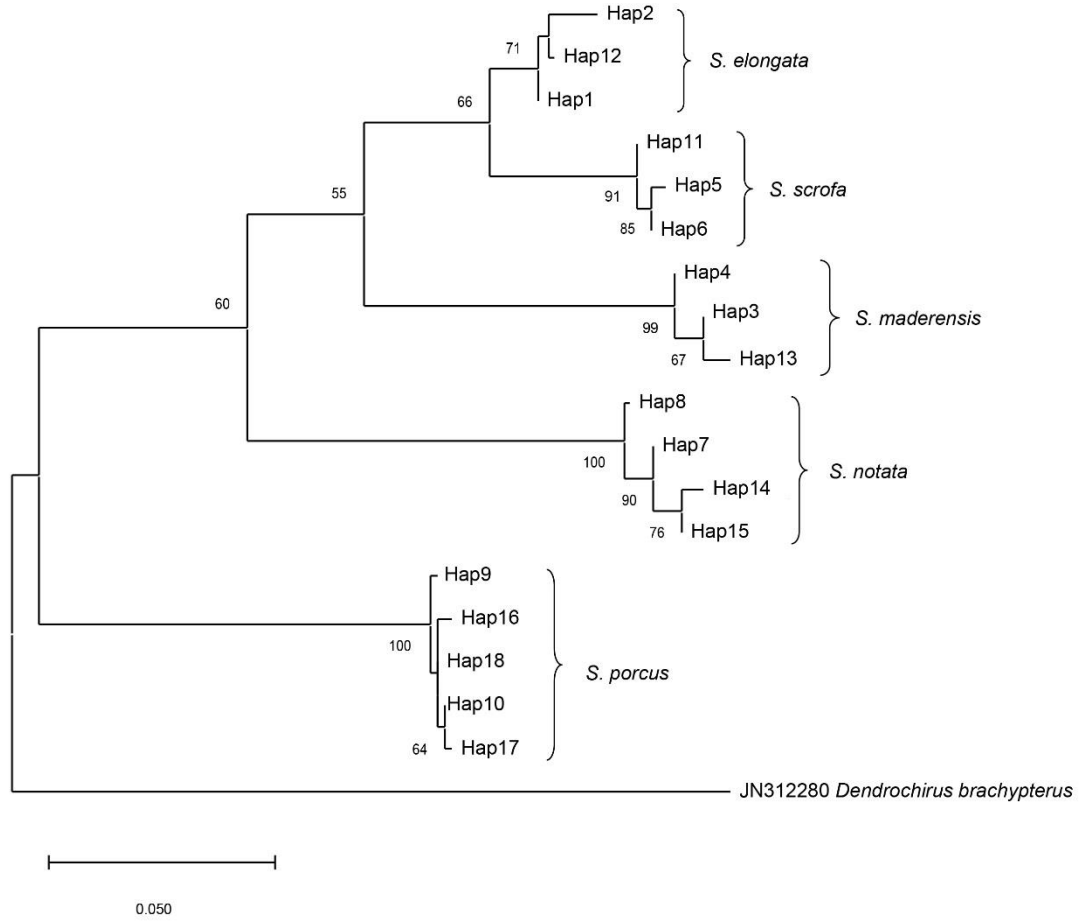 Hap2
71
Hap12
S. elongata
Hap1
66
Hap11
Hap5
S. scrofa
91
85
Hap6
55
Hap4
Hap3
S. maderensis
99
67
Hap13
60
Hap8
Hap7
100
S. notata
90
Hap14
76
Hap15
Hap9
Hap16
100
Hap18
S. porcus
Hap10
64
Hap17
JN312280 Dendrochirus brachypterus
0.050